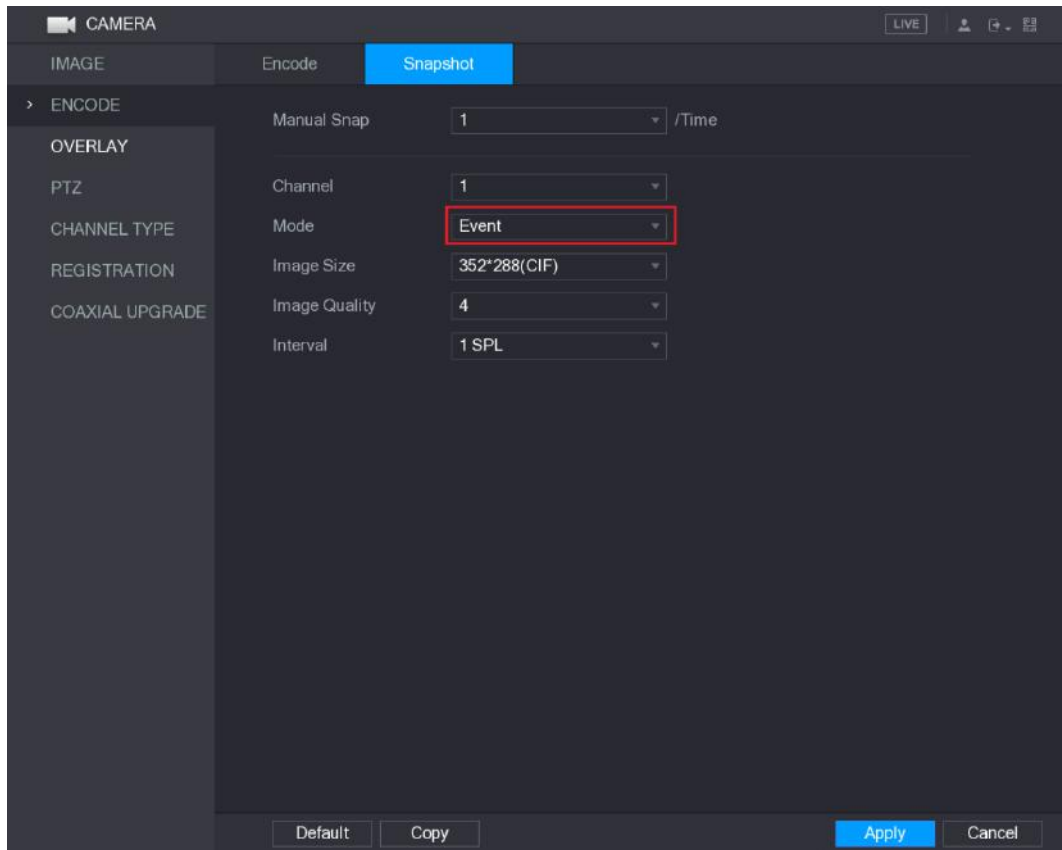 CAMERA
LIVE
IMAGE
Encode
Snapshot
ENCODE
Manual Snap
1
/Time
OVERLAY
PTZ
Channel
1
CHANNEL TYPE
Mode
Event
REGISTRATION
Image Size
352*288(CIF)
COAXIAL UPGRADE
Image Quality
4
Interval
1 SPL
Default
Copy
Apply
Cancel